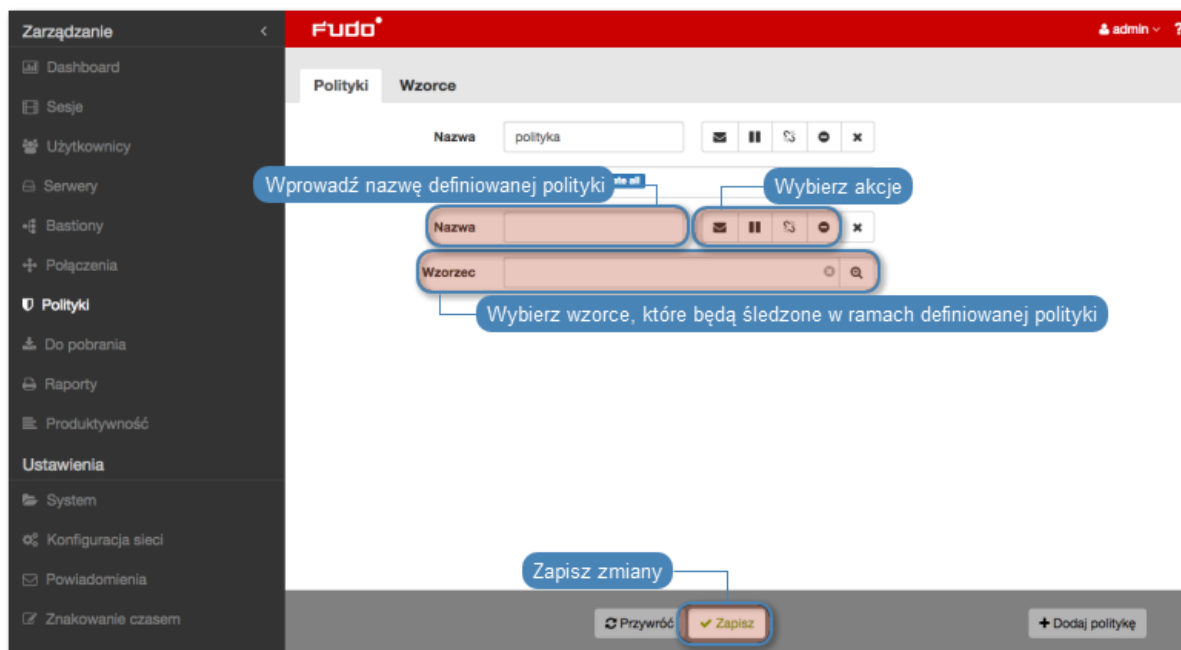 Zarządzanie
Fudo
admin
?
Dashboard
Sesje
Użytkownicy
Serwery
Bastiony
Połączenia
Polityki
Do pobrania
Raporty
Produktywność
Ustawienia
System
Konfiguracja sieci
Powiadomienia
Znakowanie czasem
Polityki Wzorce
Nazwa polityka
Wprowadź nazwę definiowanej polityki all Wybierz akcje
Nazwa
Wzorzec
Wybierz wzorce, które będą śledzone w ramach definiowanej polityki
Zapisz zmiany
Przywróć Zapisz + Dodaj politykę